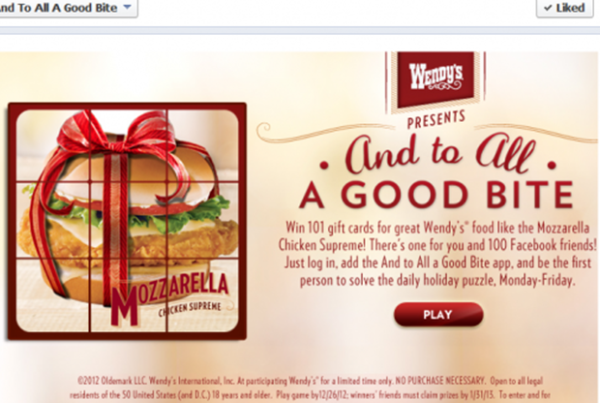 nd To All A Good Bite
Liked
WENDY'S
PRESENTS
And to All
A GOOD BITE
Win 101 gift cards for great Wendy's® food like the Mozzarella
Chicken Supreme! There's one for you and 100 Facebook friends!
Just log in, add the And to All a Good Bite app, and be the first
person to solve the daily holiday puzzle, Monday-Friday.
PLAY
MOZZARELLA
CHICKEN SUPREME
©2012 Oldemark LLC. Wendy's International, Inc. At participating Wendy's® for a limited time only. NO PURCHASE NECESSARY. Open to all legal
residents of the 50 United States (and D.C.) 18 years and older. Play game by12/26/12; winners' friends must claim prizes by 1/31/13. To enter and for